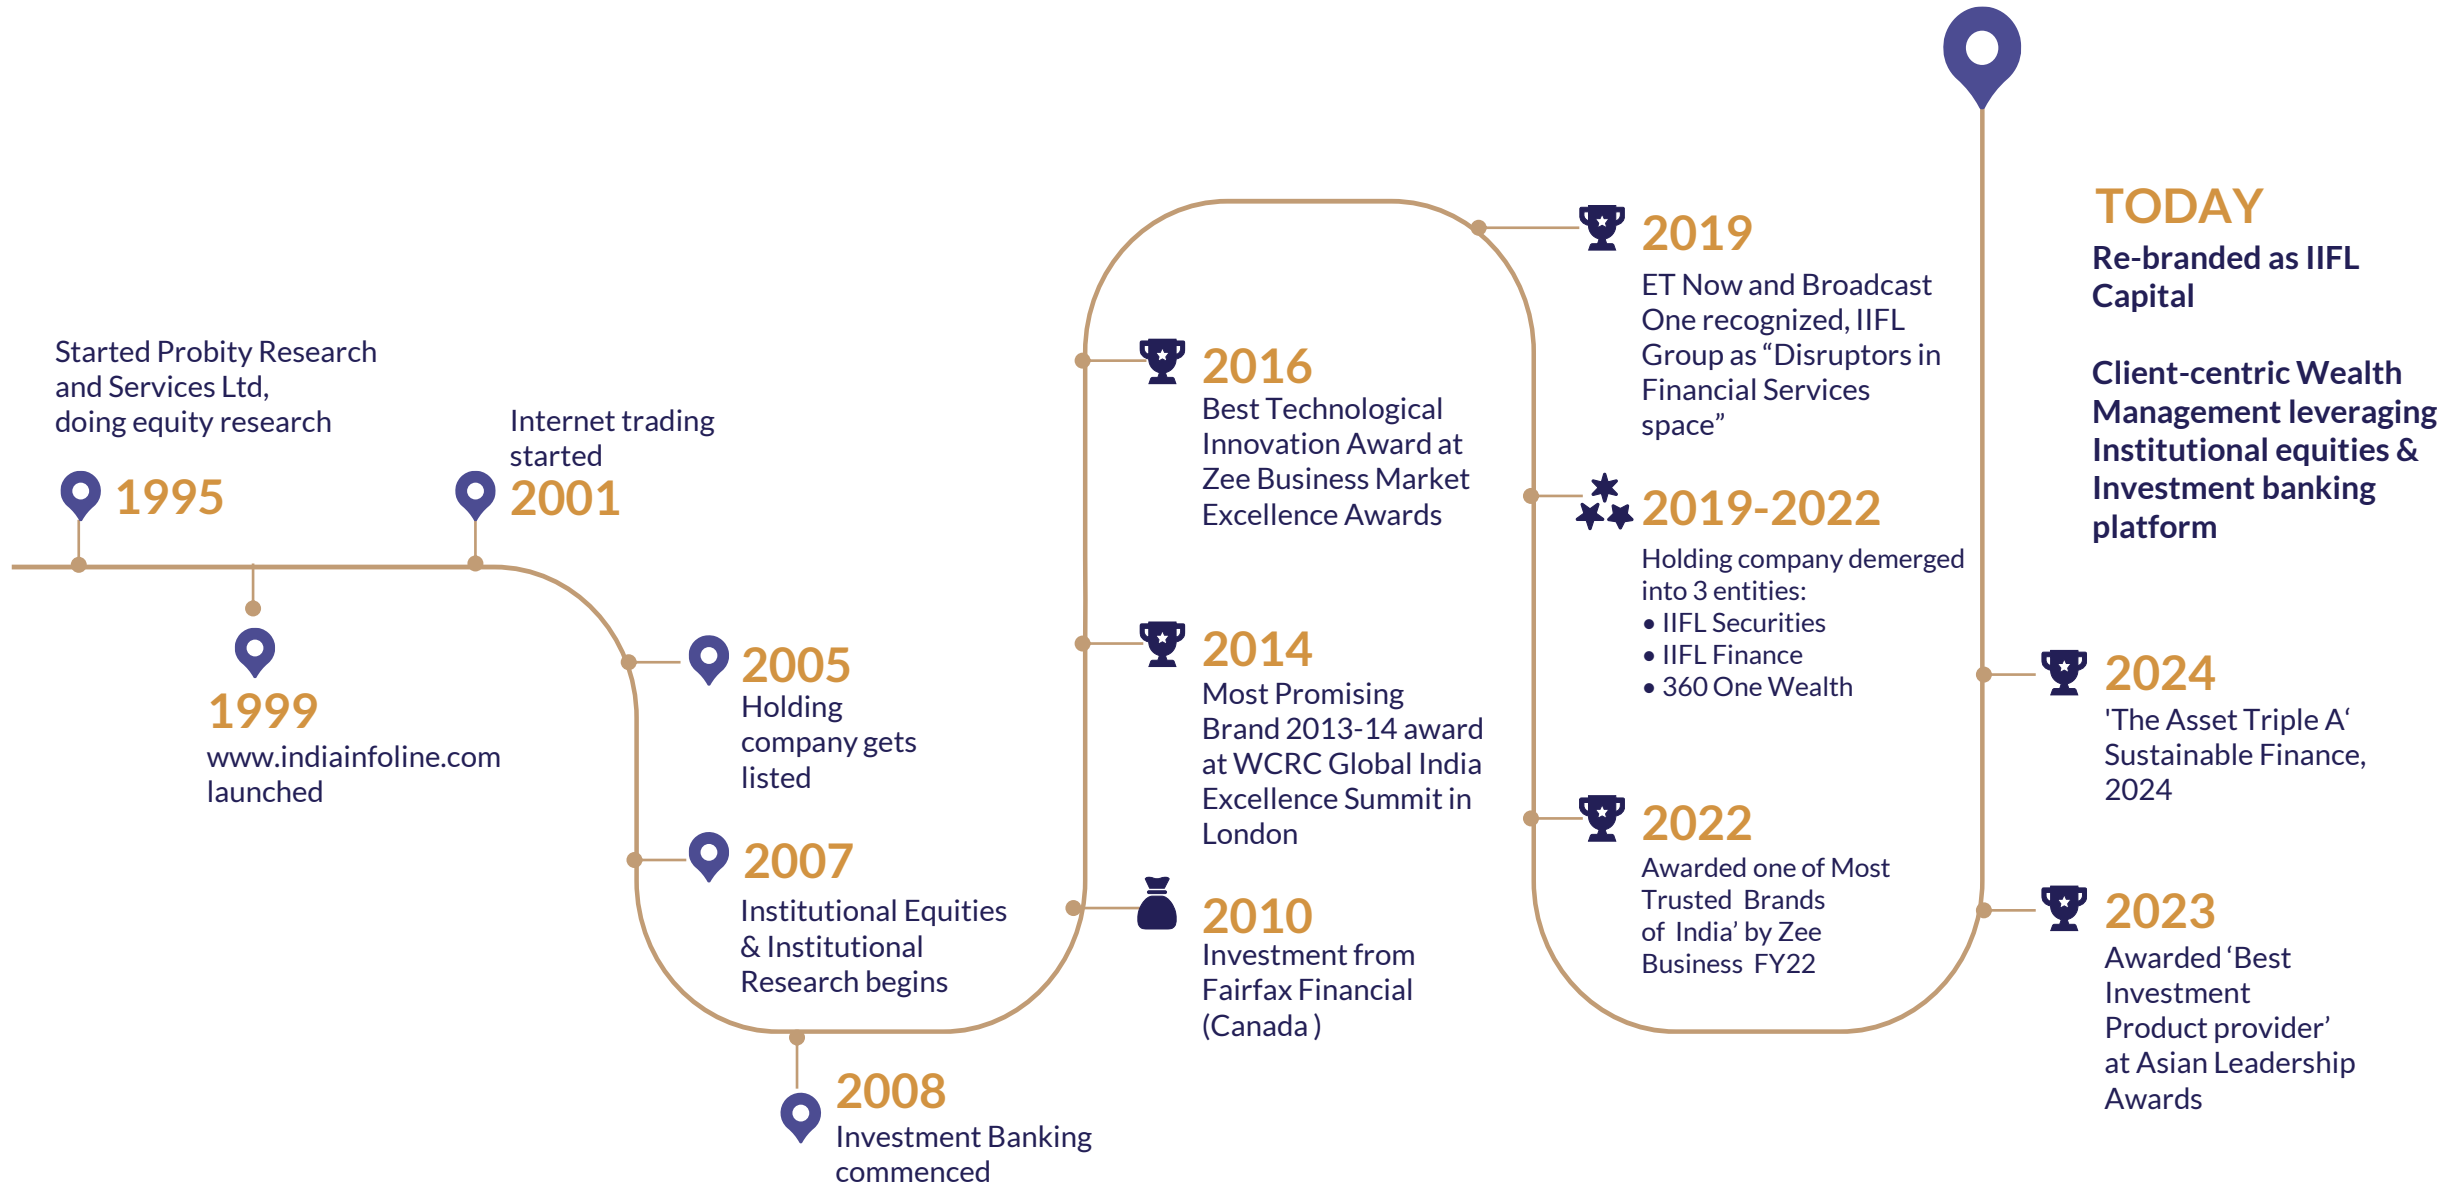 Started Probity Research
and Services Ltd,
doing equity research
1995
1999
www.indiainfoline.com
launched
Internet trading
started
2001
2005
Holding
company gets
listed
2007
Institutional Equities
& Institutional
Research begins
2008
Investment Banking
commenced
2010
Investment from
Fairfax Financial
(Canada )
2014
Most Promising
Brand 2013-14 award
at WCRC Global India
Excellence Summit in
London
2016
Best Technological
Innovation Award at
Zee Business Market
Excellence Awards
2019
ET Now and Broadcast
One recognized, IIFL
Group as “Disruptors in
Financial Services
space”
2019-2022
Holding company demerged
into 3 entities:
• IIFL Securities
• IIFL Finance
• 360 One Wealth
2022
Awarded one of Most
Trusted Brands
of India’ by Zee
Business FY22
2023
Awarded ‘Best
Investment
Product provider’
at Asian Leadership
Awards
2024
'The Asset Triple A‘
Sustainable Finance,
2024
TODAY
Re-branded as IIFL
Capital
Client-centric Wealth
Management leveraging
Institutional equities &
Investment banking
platform